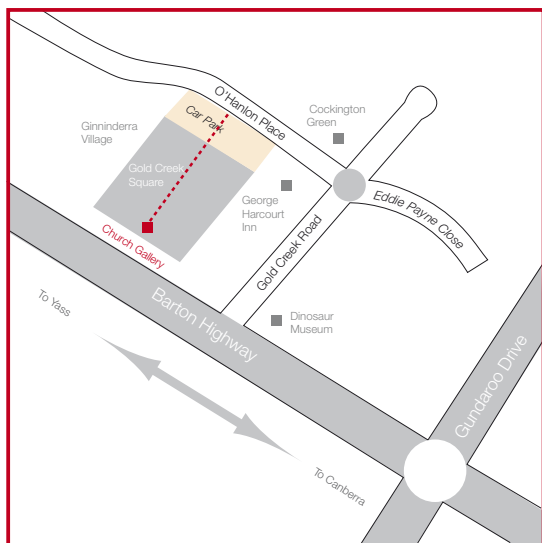 O'Hanlon Place
Car Park
Cockington
Green
Ginninderra
Village
Gold Creek
Square
George
Harcourt
Inn
Eddie Payne Close
Church Gallery
Gold Creek Road
To Yass
Barton Highway
Dinosaur
Museum
Gundaroo Drive
To Canberra